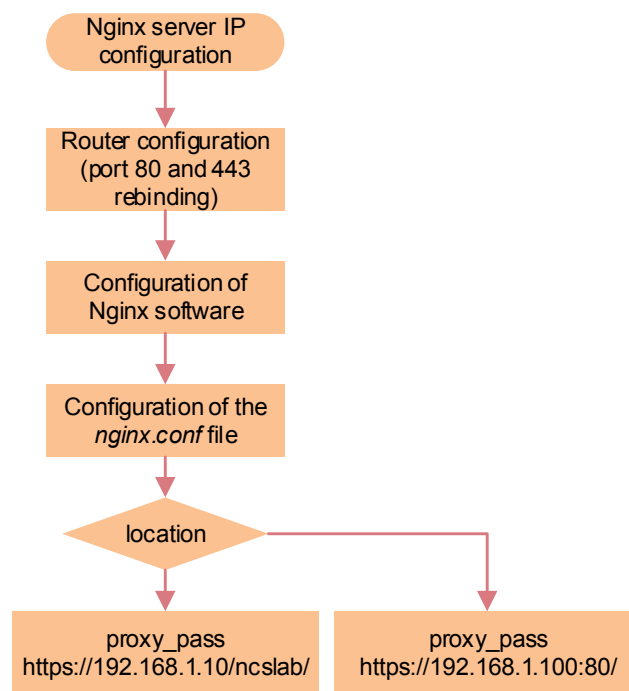 Nginx server IP
configuration
Router configuration
(port 80 and 443
rebinding)
Configuration of
Nginx software
Configuration of the
nginx.conf file
location
proxy_pass
https://192.168.1.10/ncslab/
proxy_pass
https://192.168.1.100:80/